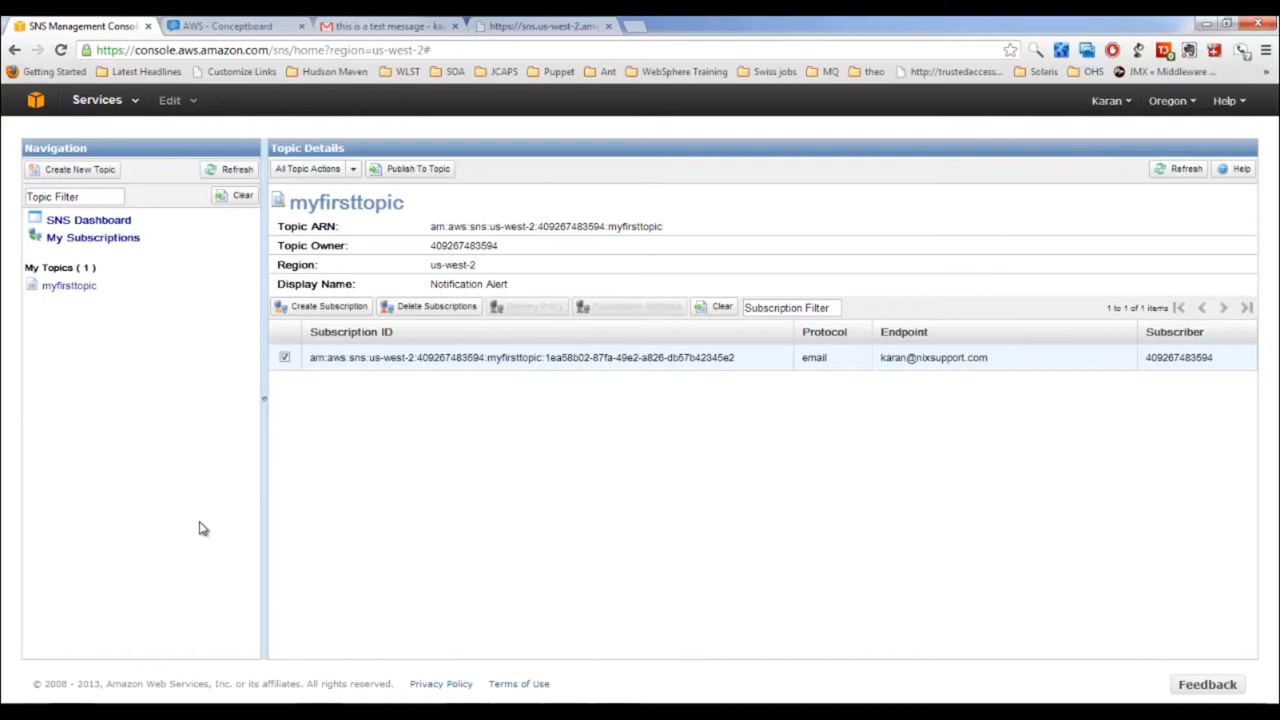 SNS Management Consol
AWS - Conceptboard
this is a test message - ka
https://sns.us-west-2.ama
https://console.aws.amazon.com/sns/home?region=us-west-2#
Getting Started
Latest Headlines
Customize Links
Hudson Maven
WLST
SOA
JCAPS
Puppet
Ant
WebSphere Training
Swiss jobs
MQ
theo
http://trustedaccess...
Solaris
OHS
JMX « Middleware ...
»
Services
Edit
Karan
Oregon
Help
Navigation
Create New Topic
Refresh
Topic Filter
Clear
SNS Dashboard
My Subscriptions
My Topics ( 1 )
myfirsttopic
Topic Details
All Topic Actions
Publish To Topic
Refresh
Help
myfirsttopic
Topic ARN: arn:aws:sns:us-west-2:409267483594:myfirsttopic
Topic Owner: 409267483594
Region: us-west-2
Display Name: Notification Alert
Create Subscription
Delete Subscriptions
Delivery Policy
Subscription Attributes
Clear
Subscription Filter
1 to 1 of 1 items
Subscription ID Protocol Endpoint Subscriber
arn:aws:sns:us-west-2:409267483594:myfirsttopic:1ea58b02-87fa-49e2-a826-db57b42345e2 email karan@nixsupport.com 409267483594
© 2008 - 2013, Amazon Web Services, Inc. or its affiliates. All rights reserved. Privacy Policy Terms of Use
Feedback